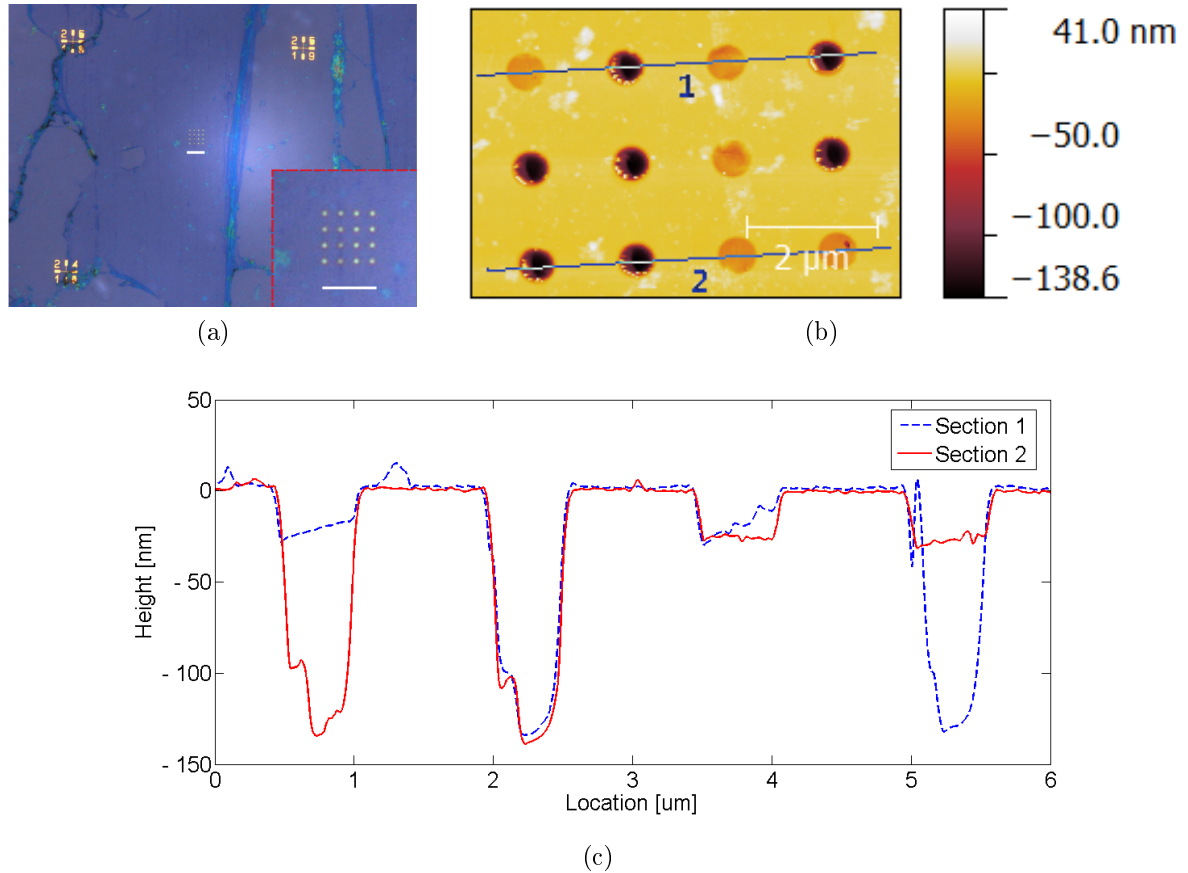 (a)
1
2
2 μm
(b)
41.0 nm
−50.0
−100.0
−138.6
50
0
- 50
- 100
−150
Height [nm]
0 1 2 3 4 5 6
Location [um]
Section 1
Section 2
(c)